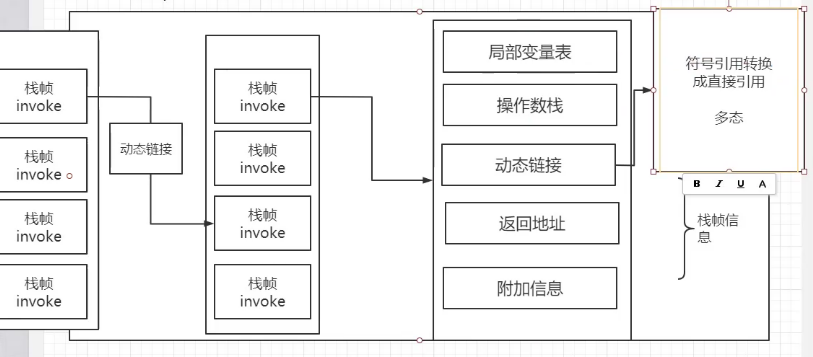 栈帧
invoke
栈帧
invoke
栈帧
invoke
栈帧
invoke
动态链接
栈帧
invoke
栈帧
invoke
栈帧
invoke
栈帧
invoke
局部变量表
操作数栈
动态链接
返回地址
附加信息
符号引用转换
成直接引用
多态
B I U A
栈帧信
息